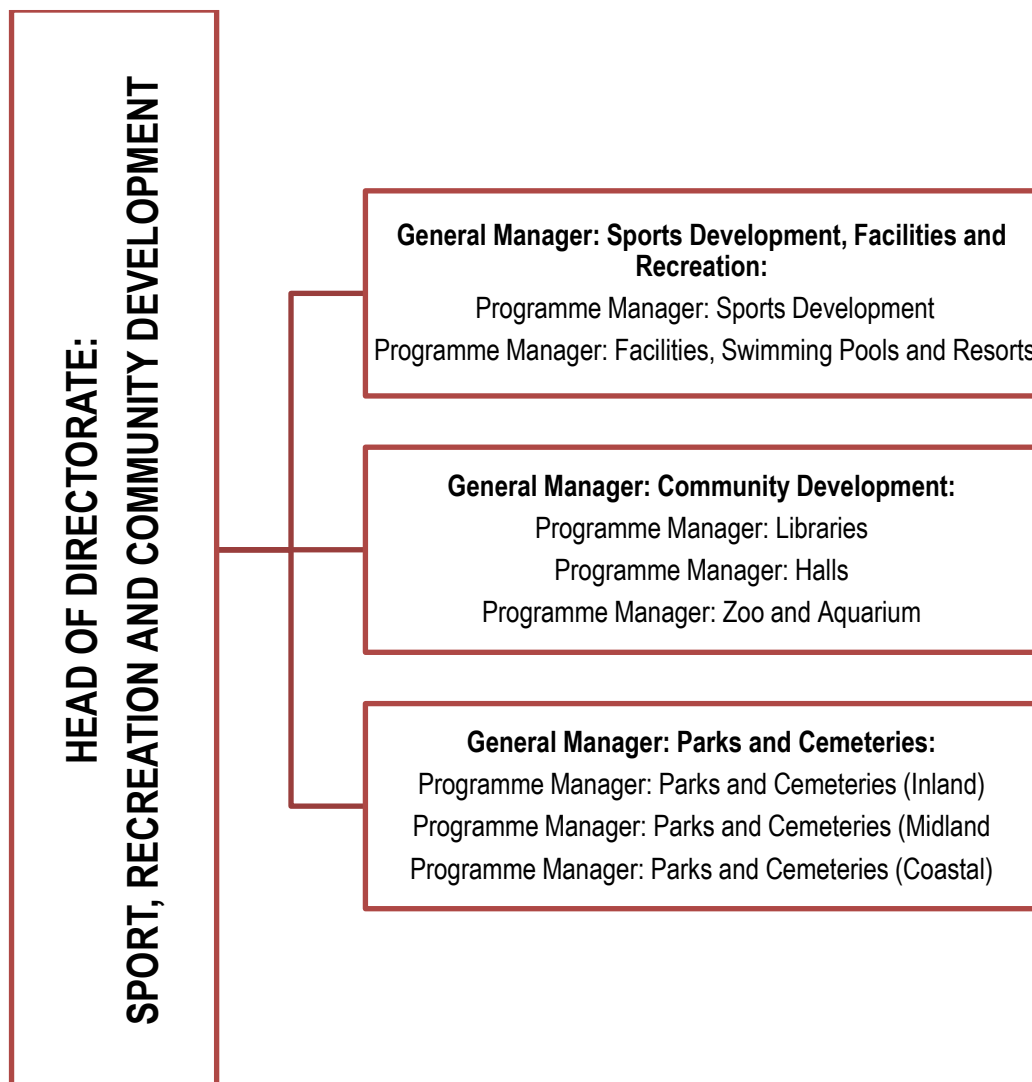 HEAD OF DIRECTORATE:
SPORT, RECREATION AND COMMUNITY DEVELOPMENT
General Manager: Sports Development, Facilities and
Recreation:
Programme Manager: Sports Development
Programme Manager: Facilities, Swimming Pools and Resorts
General Manager: Community Development:
Programme Manager: Libraries
Programme Manager: Halls
Programme Manager: Zoo and Aquarium
General Manager: Parks and Cemeteries:
Programme Manager: Parks and Cemeteries (Inland)
Programme Manager: Parks and Cemeteries (Midland
Programme Manager: Parks and Cemeteries (Coastal)